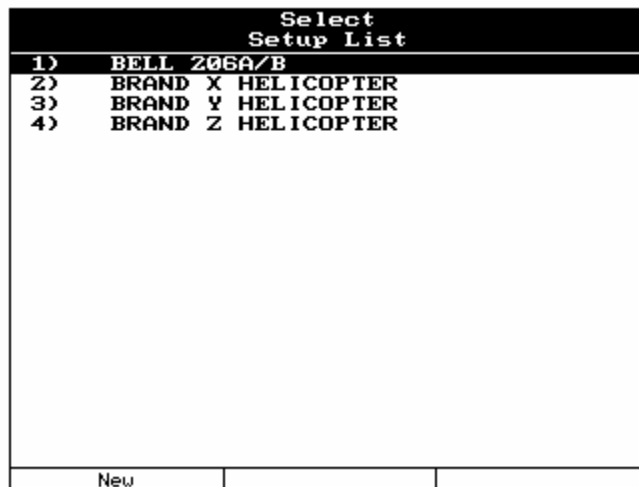 Select
Setup List
1) BELL 206A/B
2) BRAND X HELICOPTER
3) BRAND Y HELICOPTER
4) BRAND Z HELICOPTER
New